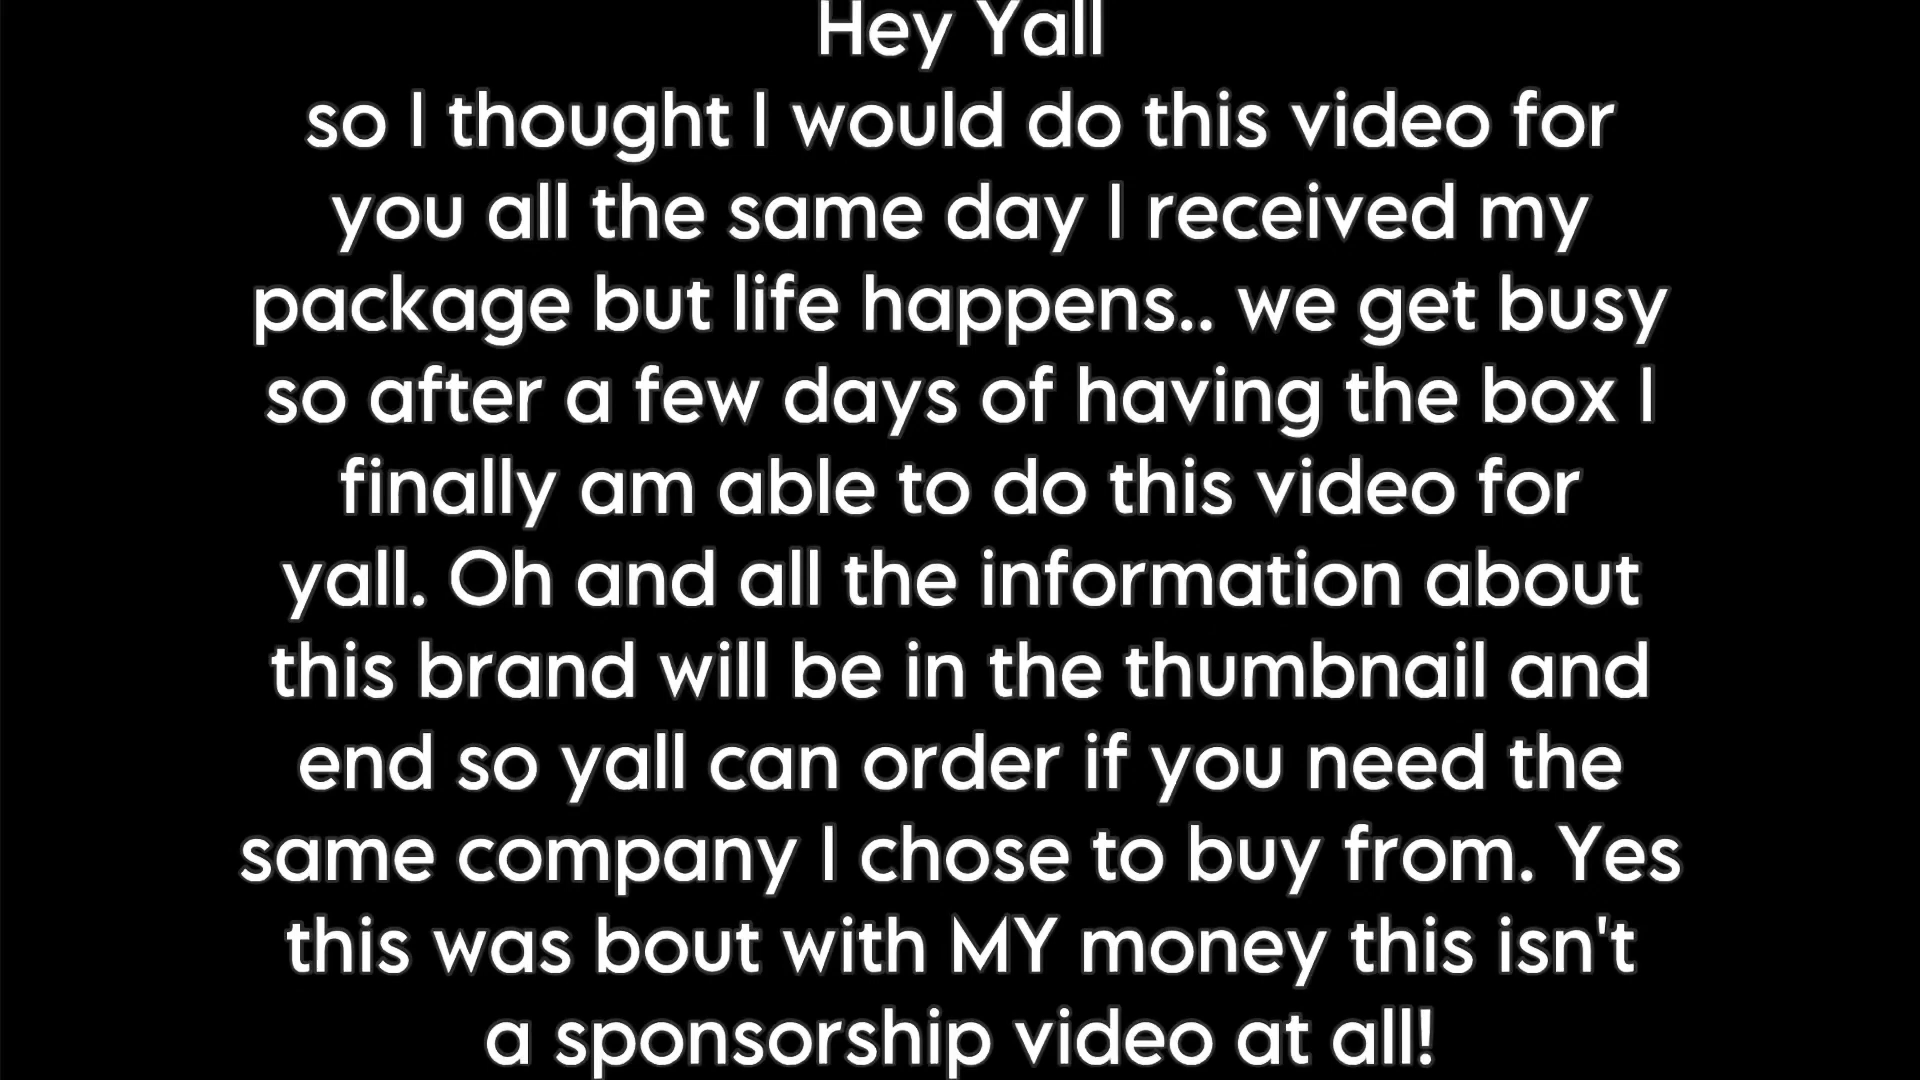 Hey Yall
so I thought I would do this video for
you all the same day I received my
package but life happens.. we get busy
so after a few days of having the box I
finally am able to do this video for
yall. Oh and all the information about
this brand will be in the thumbnail and
end so yall can order if you need the
same company I chose to buy from. Yes
this was bout with MY money this isn't
a sponsorship video at all!